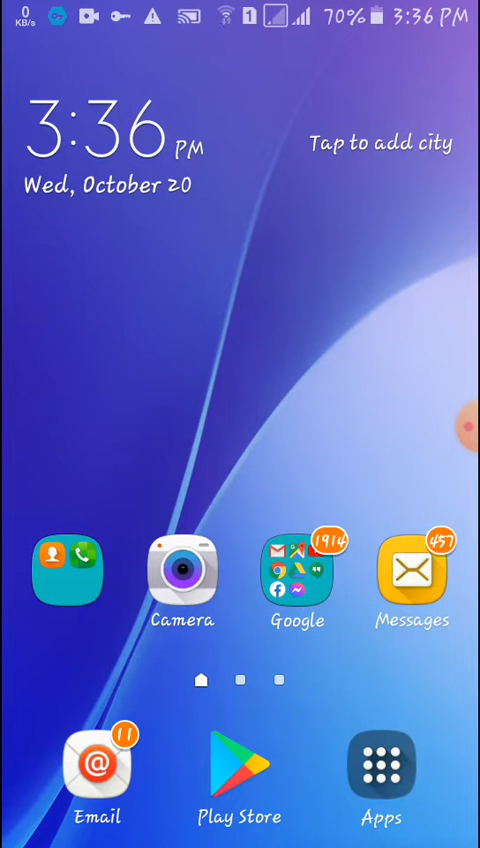 0 KB/s 1 70% 3:36 PM
3:36 PM
Tap to add city
Wed, October 20
1914
457
Camera
Google
Messages
11
@
Email
Play Store
Apps